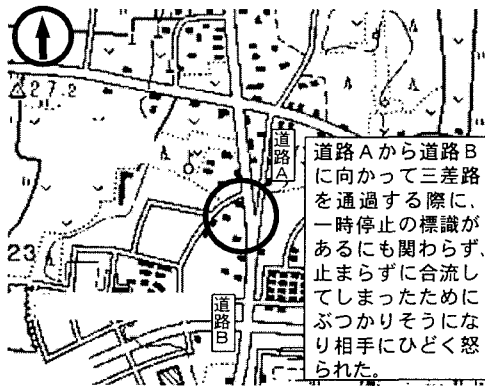 27.2
道路A
道路Aから道路B
に向かって三差路
を通過する際に、
一時停止の標識が
あるにも関わらず、
止まらずに合流し
てしまったために
ぶつかりそうにな
り相手にひどく怒
られた。
23
道路B